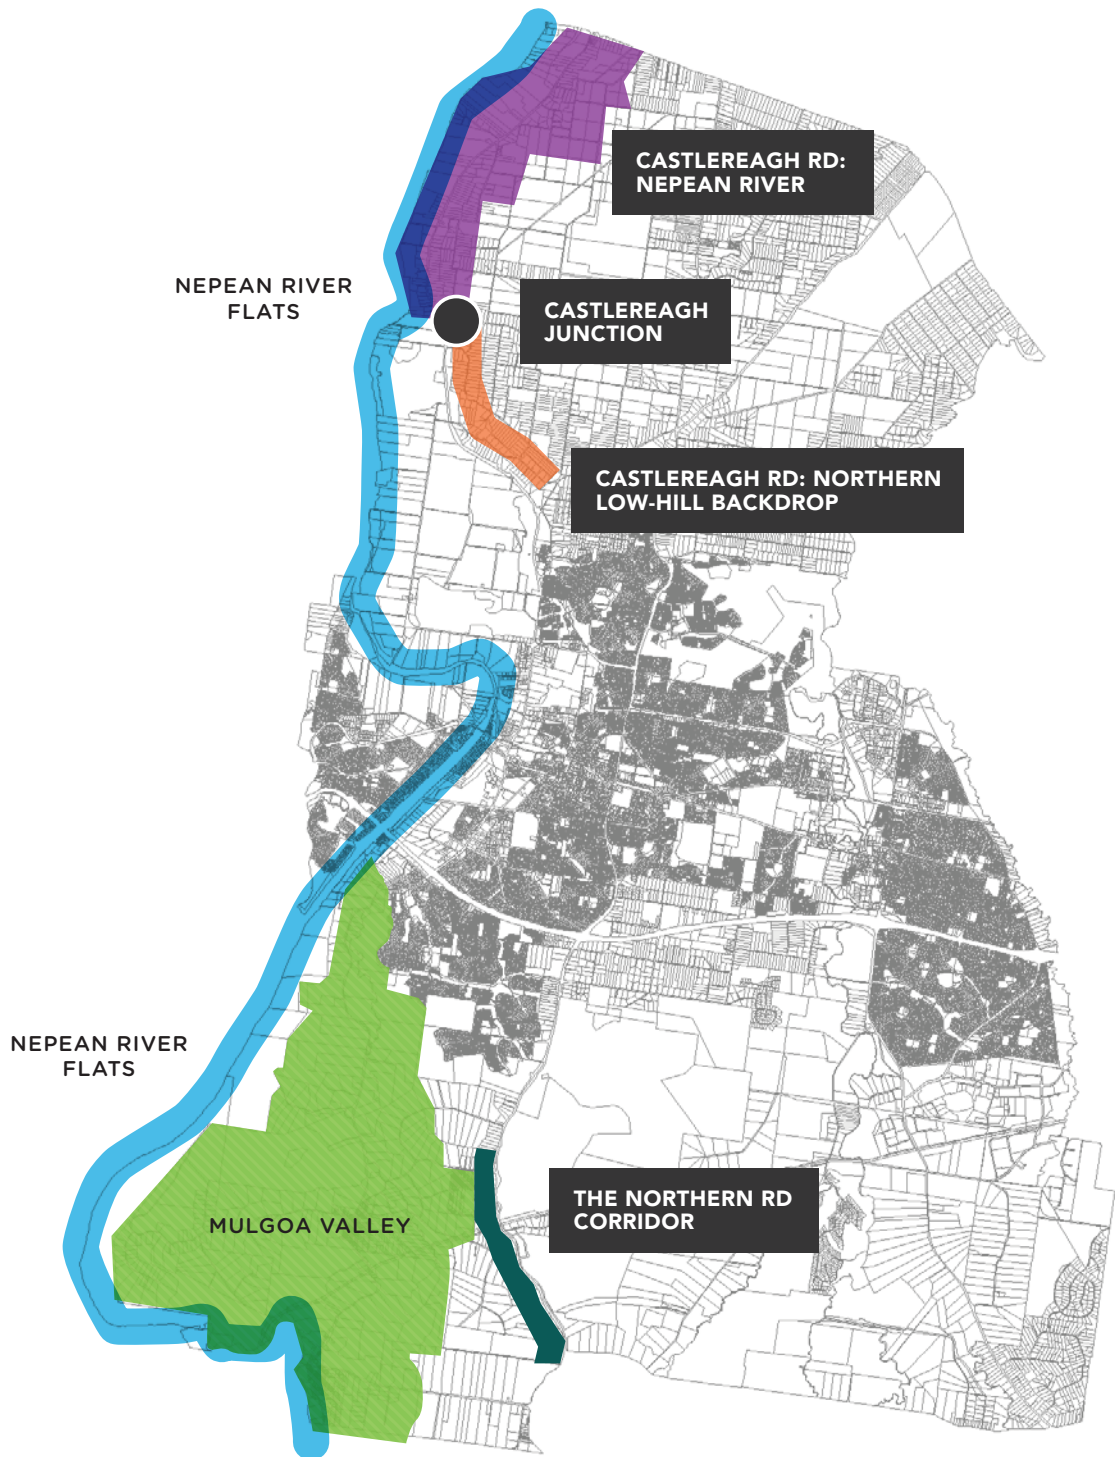 CASTLEREAGH RD:
NEPEAN RIVER
NEPEAN RIVER
FLATS
CASTLEREAGH
JUNCTION
CASTLEREAGH RD: NORTHERN
LOW-HILL BACKDROP
NEPEAN RIVER
FLATS
THE NORTHERN RD
CORRIDOR
MULGOA VALLEY